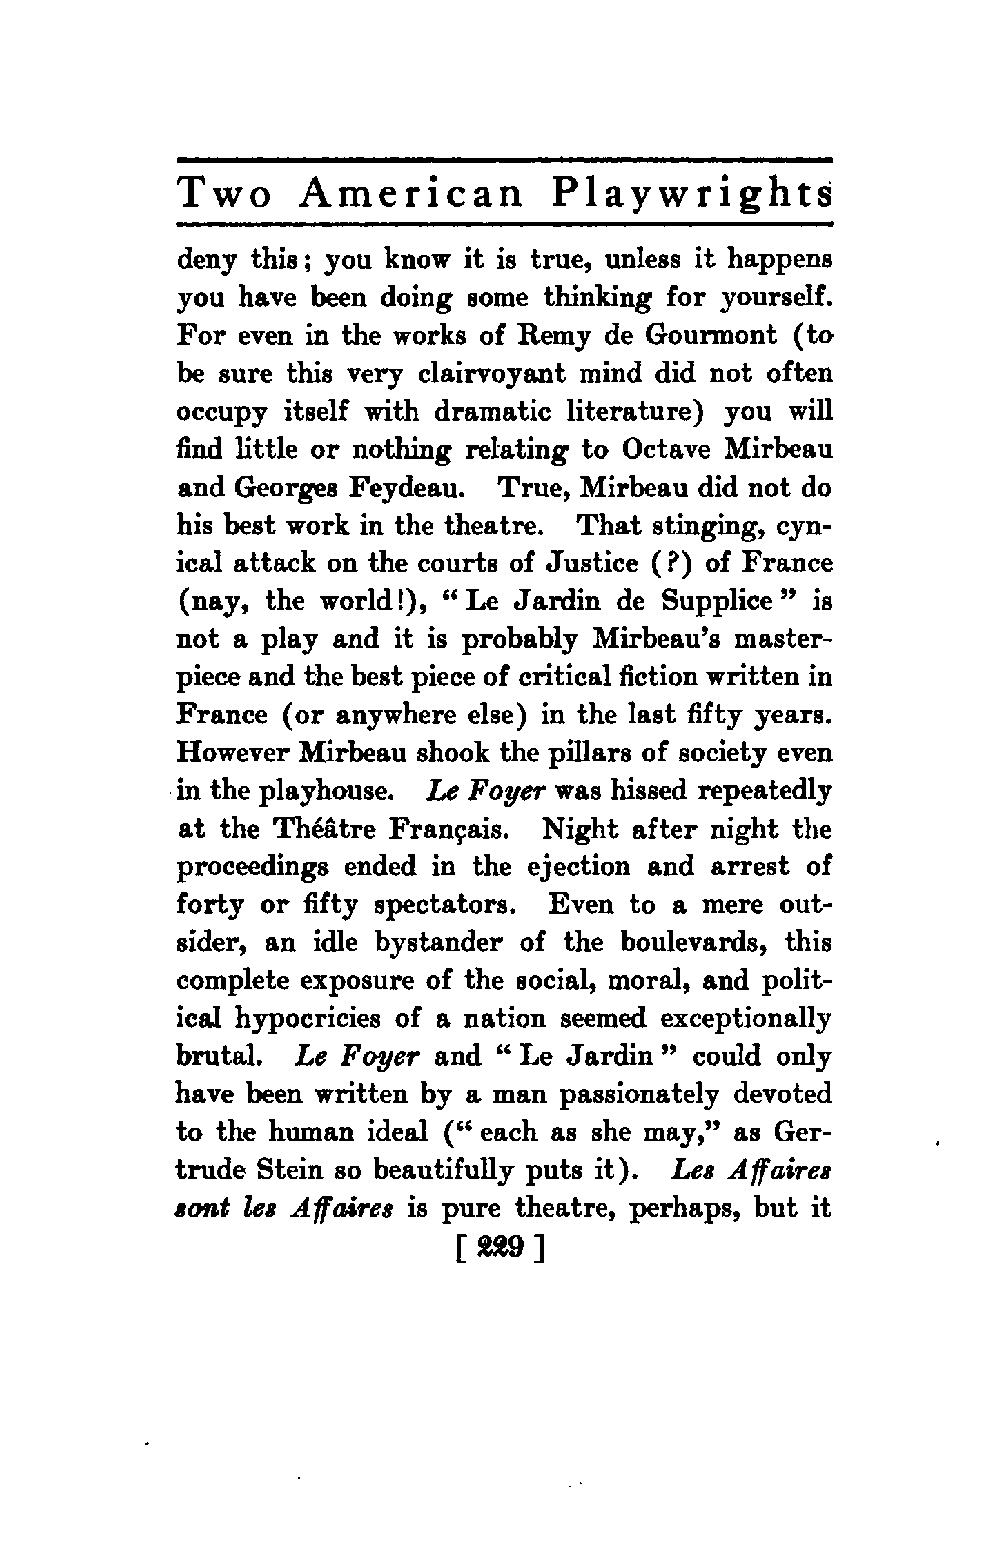 Two American Playwrights
deny this; you know it is true, unless it happens
you have been doing some thinking for yourself.
For even in the works of Remy de Gourmont (to
be sure this very clairvoyant mind did not often
occupy itself with dramatic literature) you will
find little or nothing relating to Octave Mirbeau
and Georges Feydeau. True, Mirbeau did not do
his best work in the theatre. That stinging, cyn-
ical attack on the courts of Justice (?) of France
(nay, the world!), “Le Jardin de Supplice” is
not a play and it is probably Mirbeau’s master-
piece and the best piece of critical fiction written in
France (or anywhere else) in the last fifty years.
However Mirbeau shook the pillars of society even
in the playhouse. Le Foyer was hissed repeatedly
at the Théâtre Français. Night after night the
proceedings ended in the ejection and arrest of
forty or fifty spectators. Even to a mere out-
sider, an idle bystander of the boulevards, this
complete exposure of the social, moral, and polit-
ical hypocricies of a nation seemed exceptionally
brutal. Le Foyer and “Le Jardin” could only
have been written by a man passionately devoted
to the human ideal (“each as she may,” as Ger-
trude Stein so beautifully puts it). Les Affaires
sont les Affaires is pure theatre, perhaps, but it
[229]